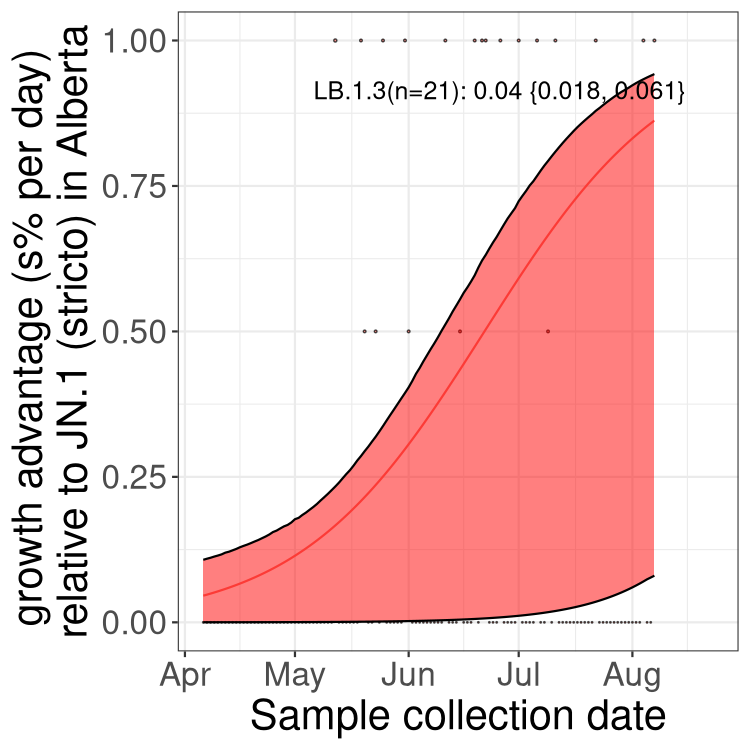 growth advantage (s% per day)
relative to JN.1 (stricto) in Alberta
1.00
0.75
0.50
0.25
0.00
LB.1.3(n=21): 0.04 {0.018, 0.061}
Apr May Jun Jul Aug
Sample collection date